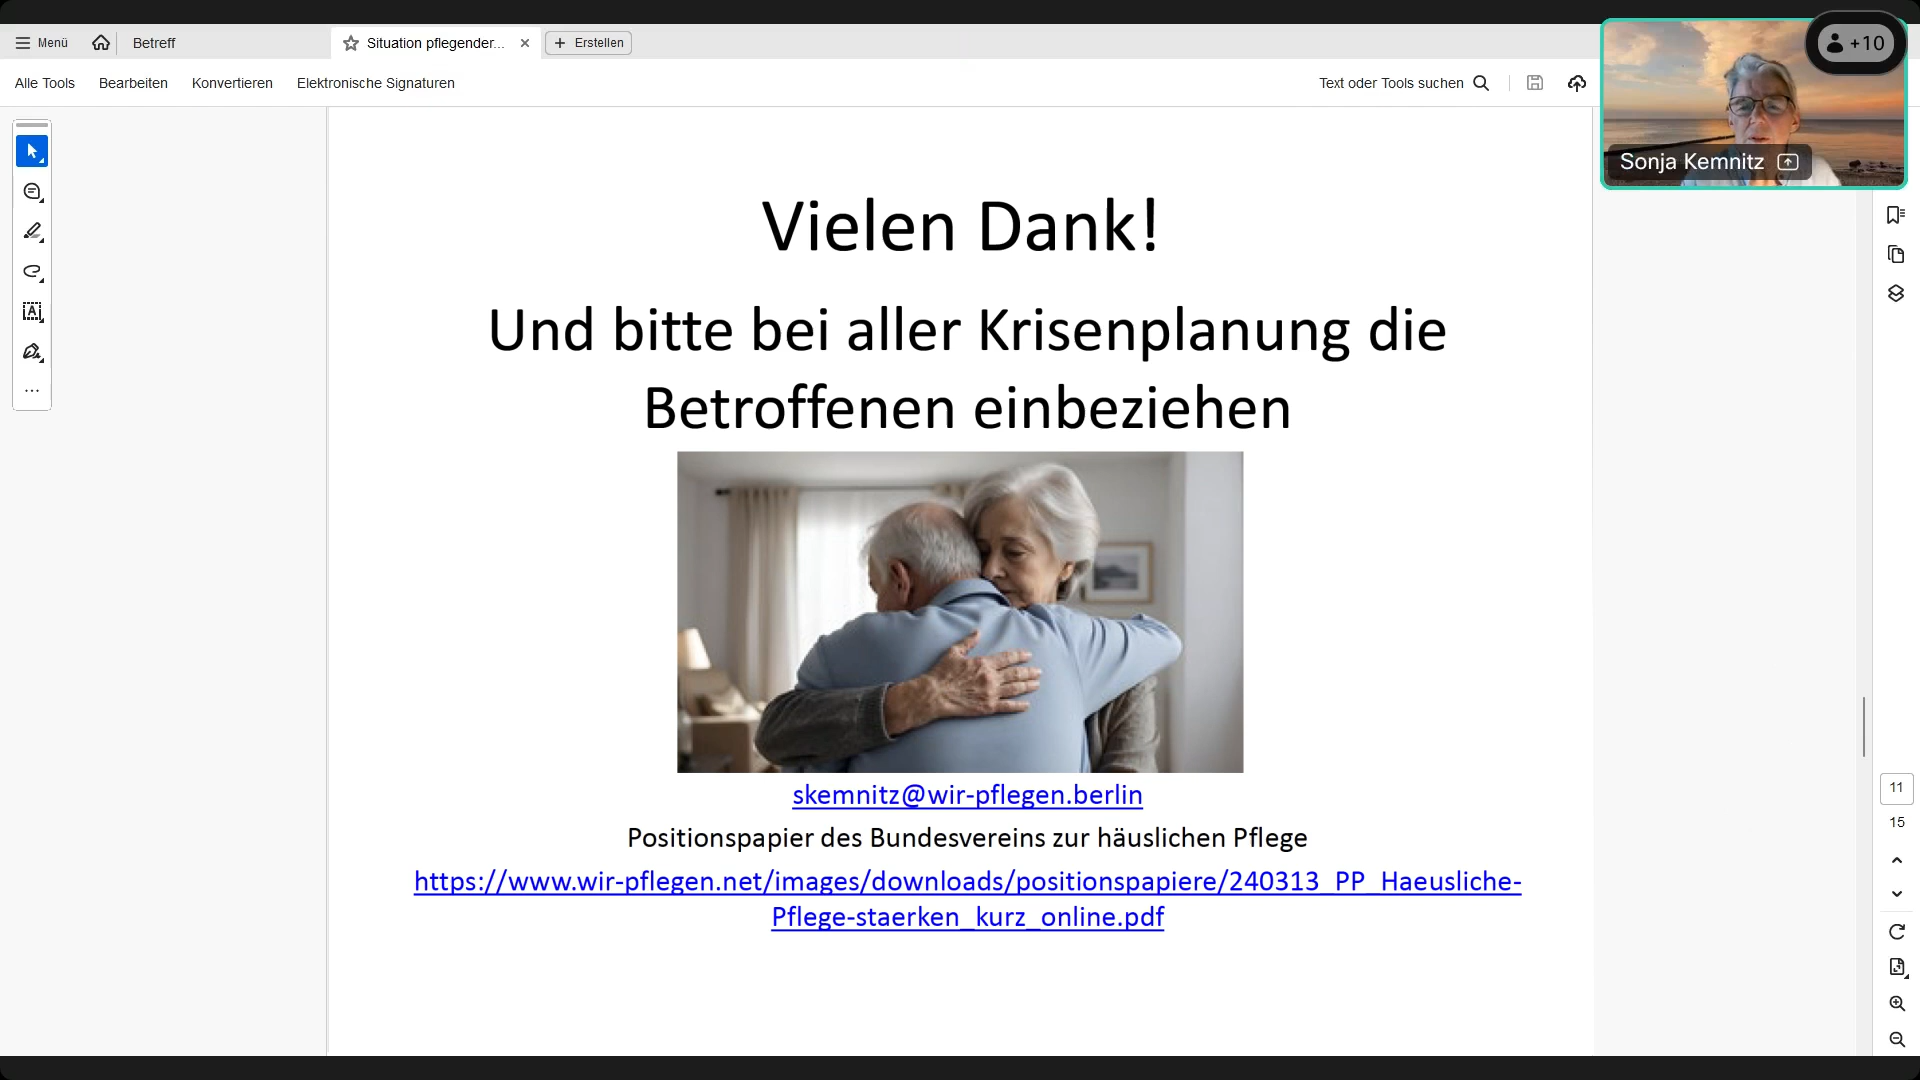 Menü
Betreff
Situation pflegender...
Erstellen
+10
Alle Tools
Bearbeiten
Konvertieren
Elektronische Signaturen
Text oder Tools suchen
Sonja Kemnitz
Vielen Dank!
Und bitte bei aller Krisenplanung die
Betroffenen einbeziehen
skemnitz@wir-pflegen.berlin
Positionspapier des Bundesvereins zur häuslichen Pflege
https://www.wir-pflegen.net/images/downloads/positionspapiere/240313_PP_Haeusliche-
Pflege-staerken_kurz_online.pdf
11
15